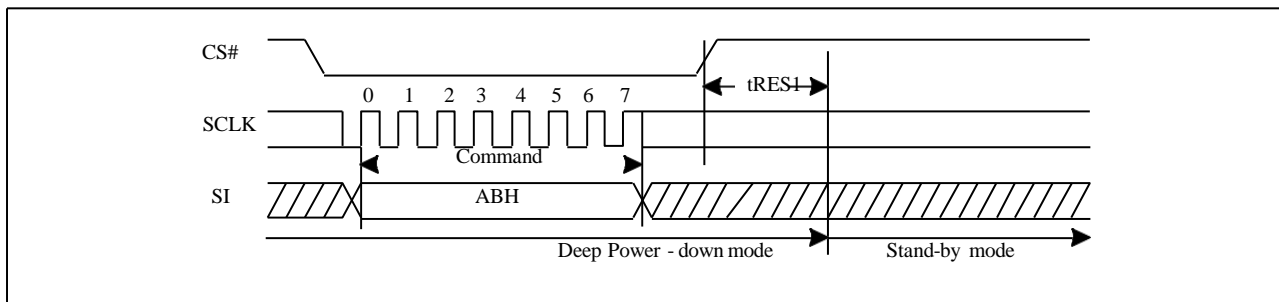 CS#
tRES1
0 1 2 3 4 5 6 7
SCLK
Command
SI
ABH
Deep Power - down mode
Stand-by mode